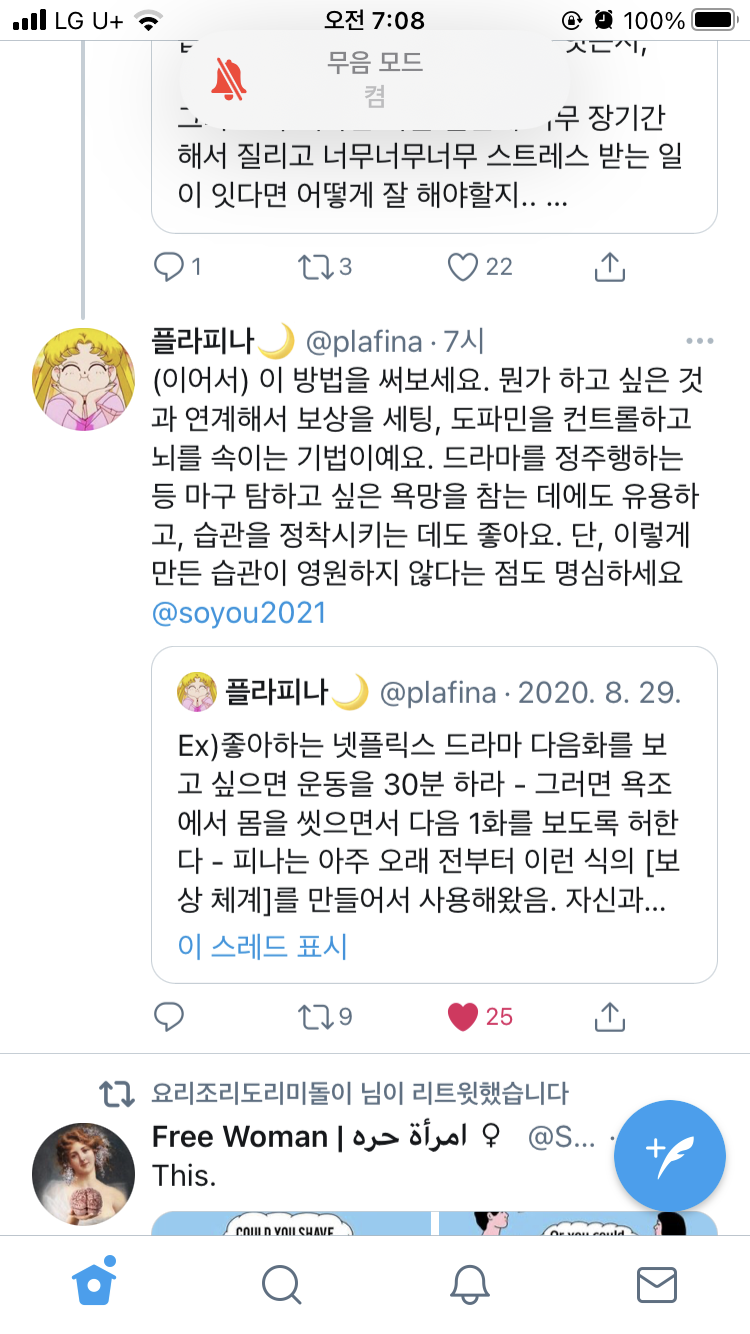 LG U+ 오전 7:08 100%
무음 모드
켬
무 장기간
해서 질리고 너무너무너무 스트레스 받는 일
이 잇다면 어떻게 잘 해야할지.. ...
1 3 22
플라피나🌙 @plafina · 7시
(이어서) 이 방법을 써보세요. 뭔가 하고 싶은 것
과 연계해서 보상을 세팅, 도파민을 컨트롤하고
뇌를 속이는 기법이예요. 드라마를 정주행하는
등 마구 탐하고 싶은 욕망을 참는 데에도 유용하
고, 습관을 정착시키는 데도 좋아요. 단, 이렇게
만든 습관이 영원하지 않다는 점도 명심하세요
@soyou2021
플라피나🌙 @plafina · 2020. 8. 29.
Ex)좋아하는 넷플릭스 드라마 다음화를 보
고 싶으면 운동을 30분 하라 - 그러면 욕조
에서 몸을 씻으면서 다음 1화를 보도록 허한
다 - 피나는 아주 오래 전부터 이런 식의 [보
상 체계]를 만들어서 사용해왔음. 자신과...
이 스레드 표시
9 25
요리조리도리미돌이 님이 리트윗했습니다
Free Woman | امرأة حره ♀ @S... ·
This.
COULD YOU SHAVE
Or you could